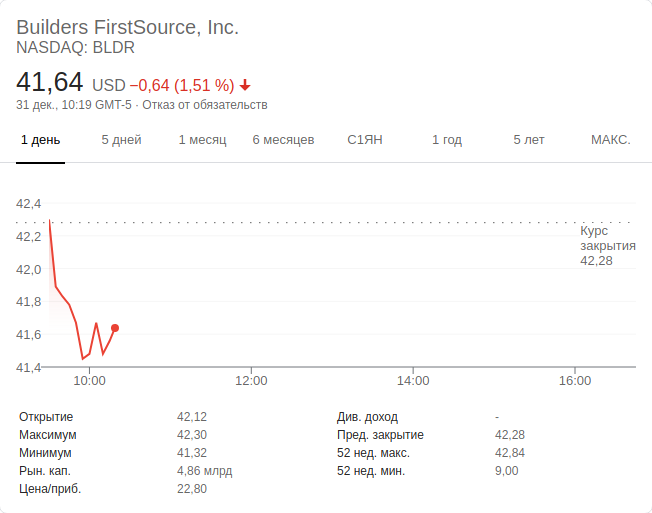 Builders FirstSource, Inc.
NASDAQ: BLDR
41,64 USD −0,64 (1,51 %)
31 дек., 10:19 GMT-5 · Отказ от обязательств
1 день 5 дней 1 месяц 6 месяцев С1ЯН 1 год 5 лет МАКС.
42,4
42,2
42,0
41,8
41,6
41,4
Курс
закрытия
42,28
10:00 12:00 14:00 16:00
Открытие 42,12 Див. доход -
Максимум 42,30 Пред. закрытие 42,28
Минимум 41,32 52 нед. макс. 42,84
Рын. кап. 4,86 млрд 52 нед. мин. 9,00
Цена/приб. 22,80